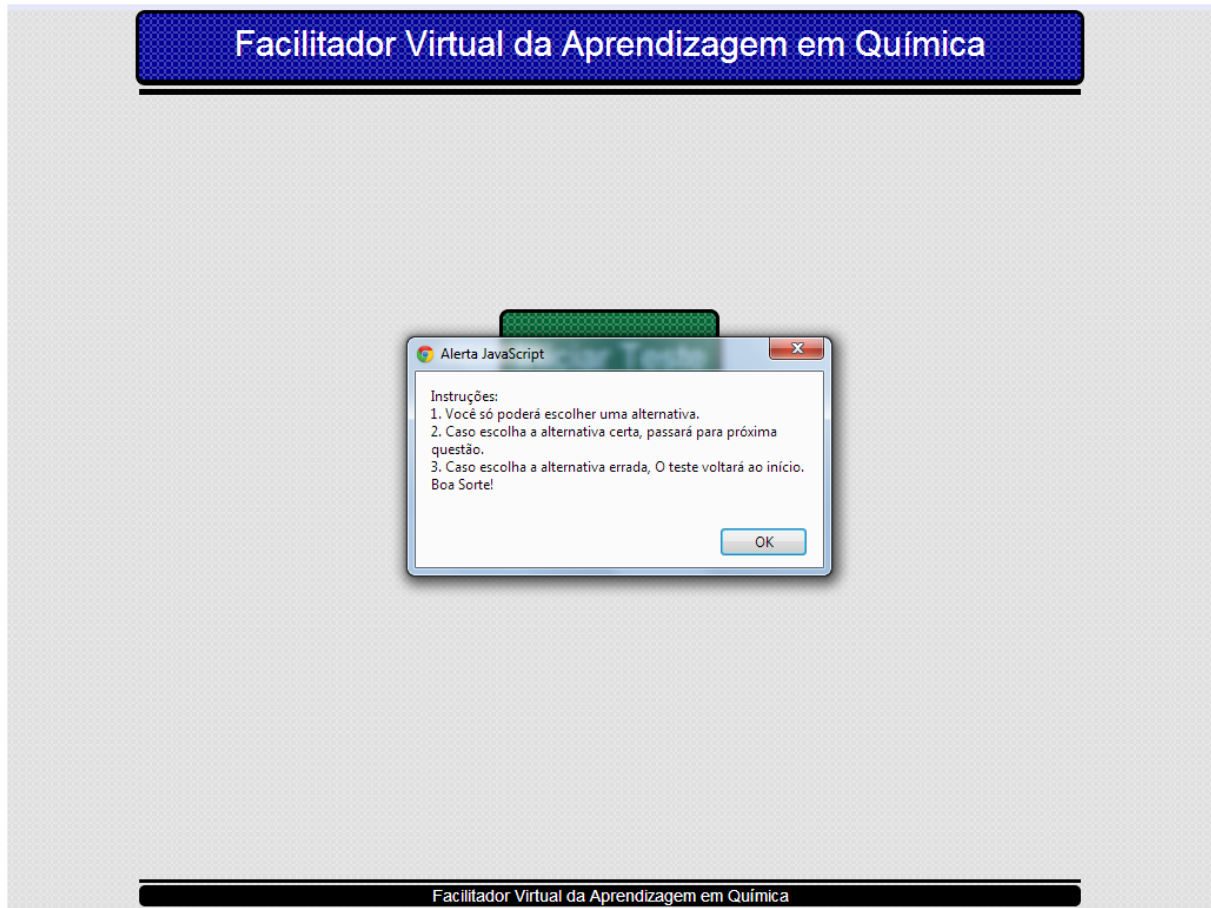 Facilitador Virtual da Aprendizagem em Química
Iniciar Teste
Alerta JavaScript
Instruções:
1. Você só poderá escolher uma alternativa.
2. Caso escolha a alternativa certa, passará para próxima
questão.
3. Caso escolha a alternativa errada, O teste voltará ao início.
Boa Sorte!
OK
Facilitador Virtual da Aprendizagem em Química